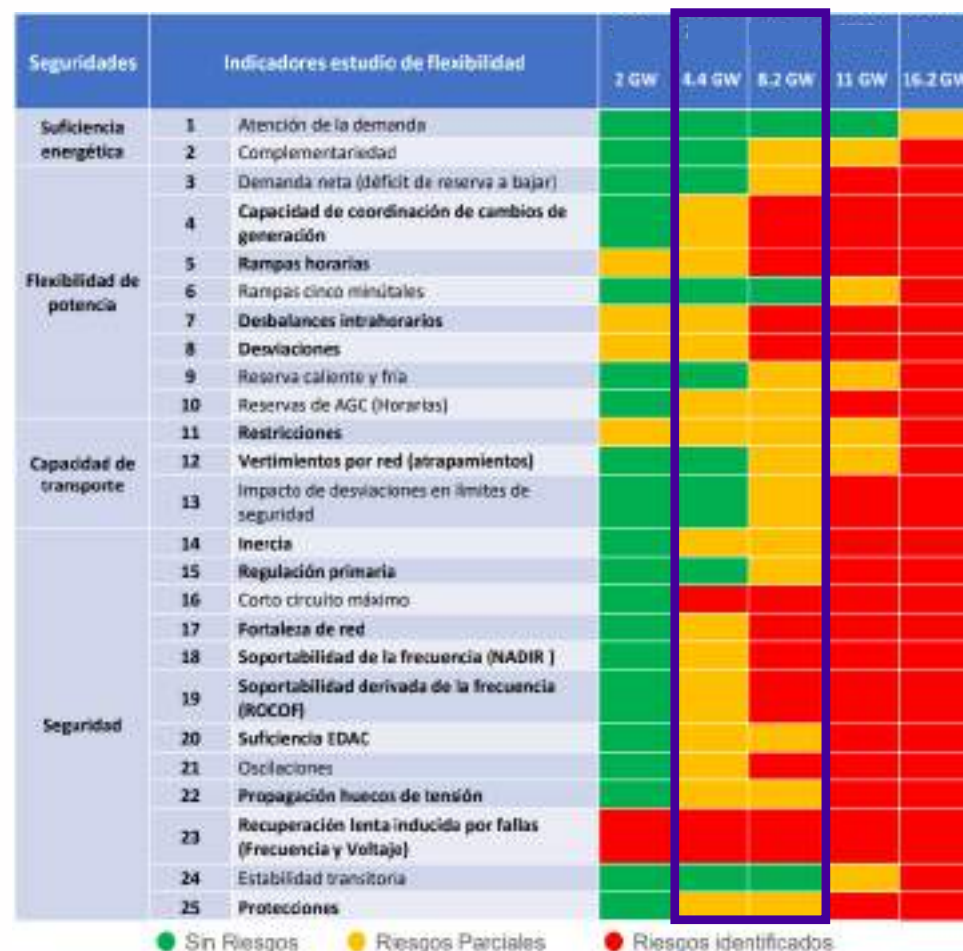 Seguridades
Indicadores estudio de flexibilidad
2 GW
4.4 GW
8.2 GW
11 GW
16.2 GW
Suficiencia
energética
1 Atención de la demanda
2 Complementariedad
Flexibilidad de
potencia
3 Demanda neta (déficit de reserva a bajar)
4 Capacidad de coordinación de cambios de
generación
5 Rampas horarias
6 Rampas cinco minútales
7 Desbalances intrahorarios
8 Desviaciones
9 Reserva caliente y fría
10 Reservas de AGC (Horarias)
Capacidad de
transporte
11 Restricciones
12 Vertimientos por red (atrapamientos)
13 Impacto de desviaciones en límites de
seguridad
Seguridad
14 Inercia
15 Regulación primaria
16 Corto circuito máximo
17 Fortaleza de red
18 Soportabilidad de la frecuencia (NADIR )
19 Soportabilidad derivada de la frecuencia
(ROCOF)
20 Suficiencia EDAC
21 Oscilaciones
22 Propagación huecos de tensión
23 Recuperación lenta inducida por fallas
(Frecuencia y Voltaje)
24 Estabilidad transitoria
25 Protecciones
Sin Riesgos
Riesgos Parciales
Riesgos identificados